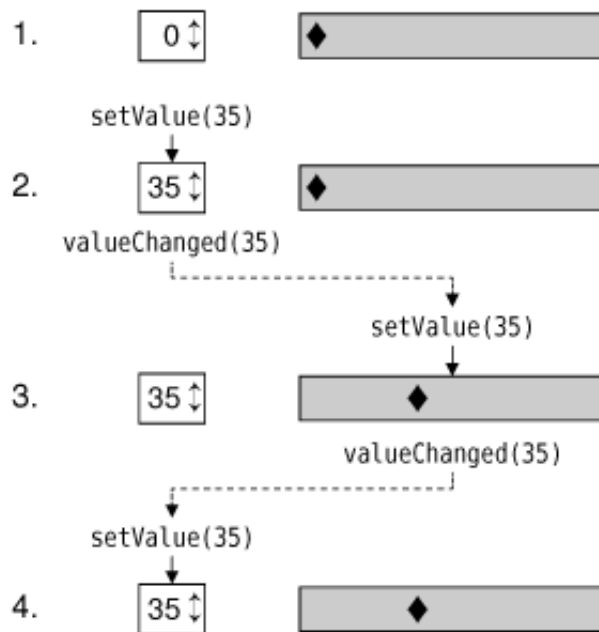 1. 0
setValue(35)
2. 35
valueChanged(35)
setValue(35)
3. 35
valueChanged(35)
setValue(35)
4. 35